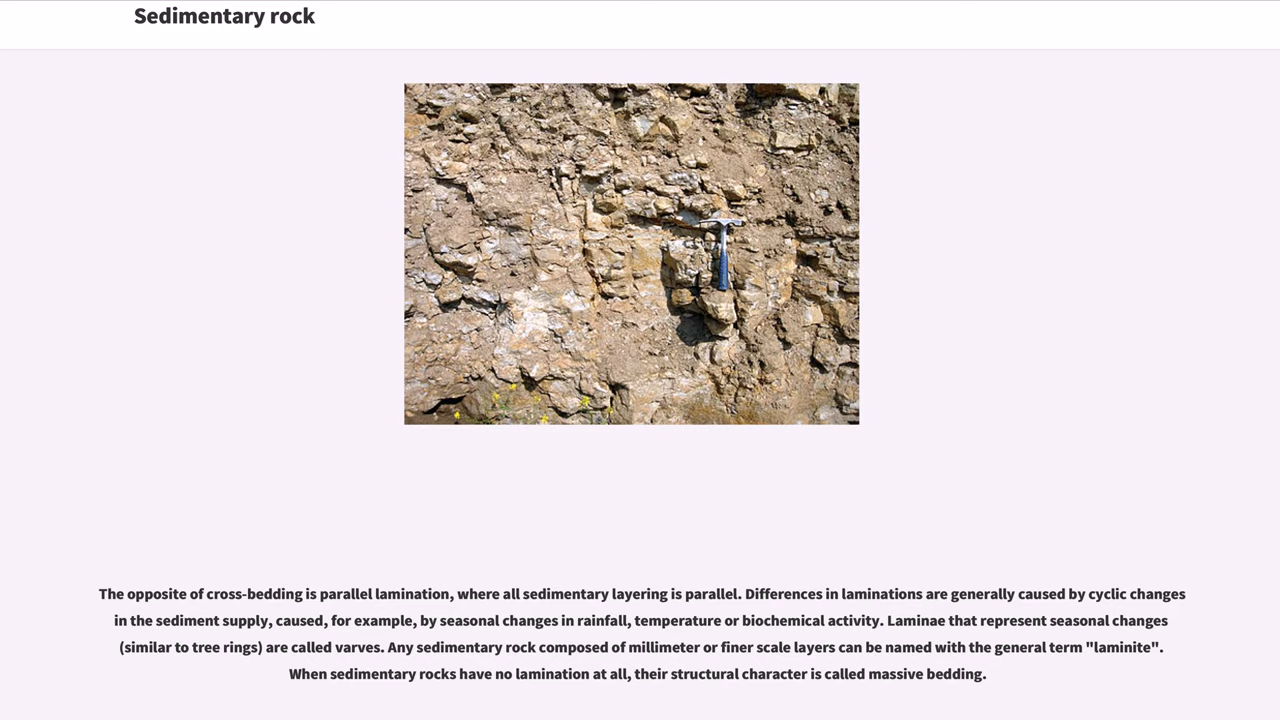 Sedimentary rock
The opposite of cross-bedding is parallel lamination, where all sedimentary layering is parallel. Differences in laminations are generally caused by cyclic changes
in the sediment supply, caused, for example, by seasonal changes in rainfall, temperature or biochemical activity. Laminae that represent seasonal changes
(similar to tree rings) are called varves. Any sedimentary rock composed of millimeter or finer scale layers can be named with the general term "laminite".
When sedimentary rocks have no lamination at all, their structural character is called massive bedding.